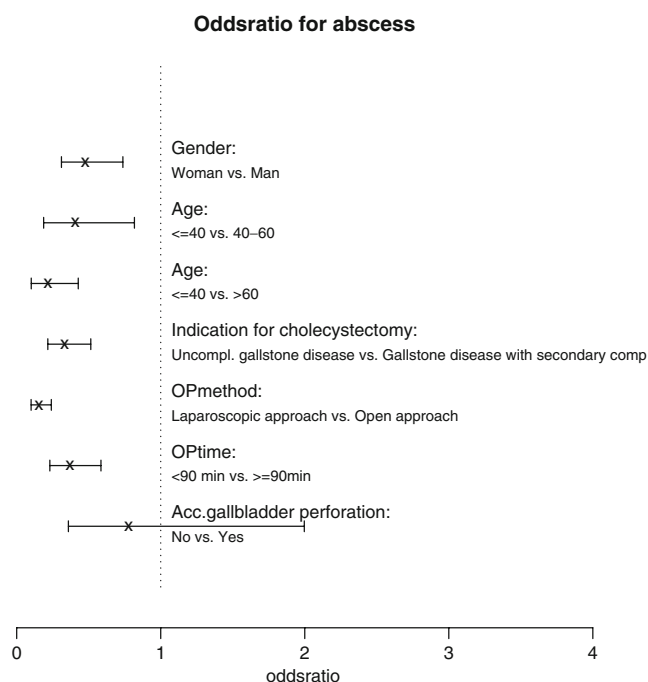 Oddsratio for abscess
Gender:
Woman vs. Man
Age:
<=40 vs. 40–60
Age:
<=40 vs. >60
Indication for cholecystectomy:
Uncompl. gallstone disease vs. Gallstone disease with secondary comp
OPmethod:
Laparoscopic approach vs. Open approach
OPtime:
<90 min vs. >=90min
Acc.gallbladder perforation:
No vs. Yes
0 1 2 3 4
oddsratio